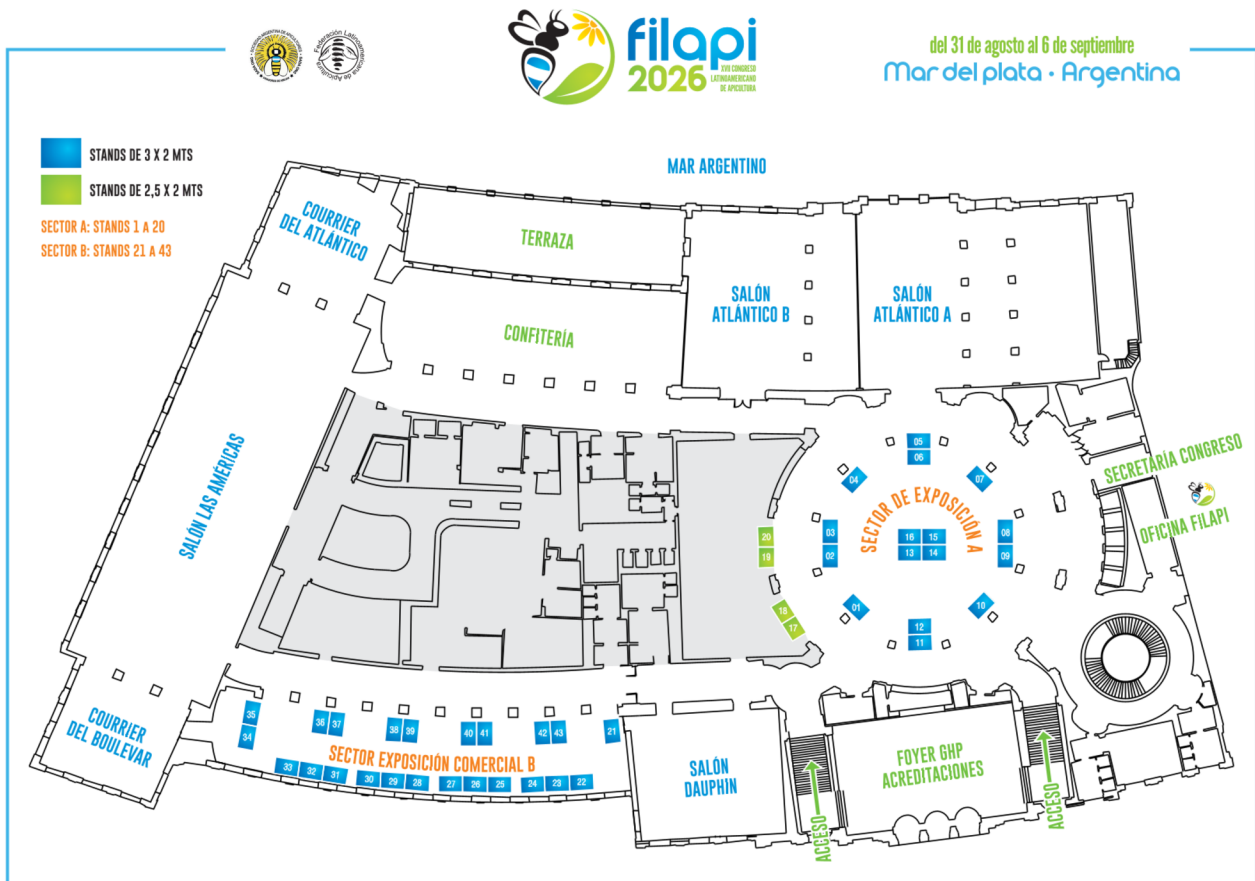 Federación Latinoamericana de Apicultura
filapi
2026
XVII CONGRESO
LATINOAMERICANO
DE APICULTURA
del 31 de agosto al 6 de septiembre
Mar del plata · Argentina
STANDS DE 3 X 2 MTS
STANDS DE 2,5 X 2 MTS
SECTOR A: STANDS 1 A 20
SECTOR B: STANDS 21 A 43
MAR ARGENTINO
COURRIER
DEL ATLÁNTICO
TERRAZA
CONFITERÍA
SALÓN
ATLÁNTICO B
SALÓN
ATLÁNTICO A
SALÓN LAS AMÉRICAS
SECRETARÍA CONGRESO
OFICINA FILAPI
SECTOR DE EXPOSICIÓN A
05
06
04
07
03
02
16
15
13
14
08
09
20
19
18
17
01
10
12
11
COURRIER
DEL BOULEVAR
35
34
36
37
38
39
40
41
42
43
21
SECTOR EXPOSICIÓN COMERCIAL B
33
32
31
30
29
28
27
26
25
24
23
22
SALÓN
DAUPHIN
ACCESO
FOYER GHP
ACREDITACIONES
ACCESO